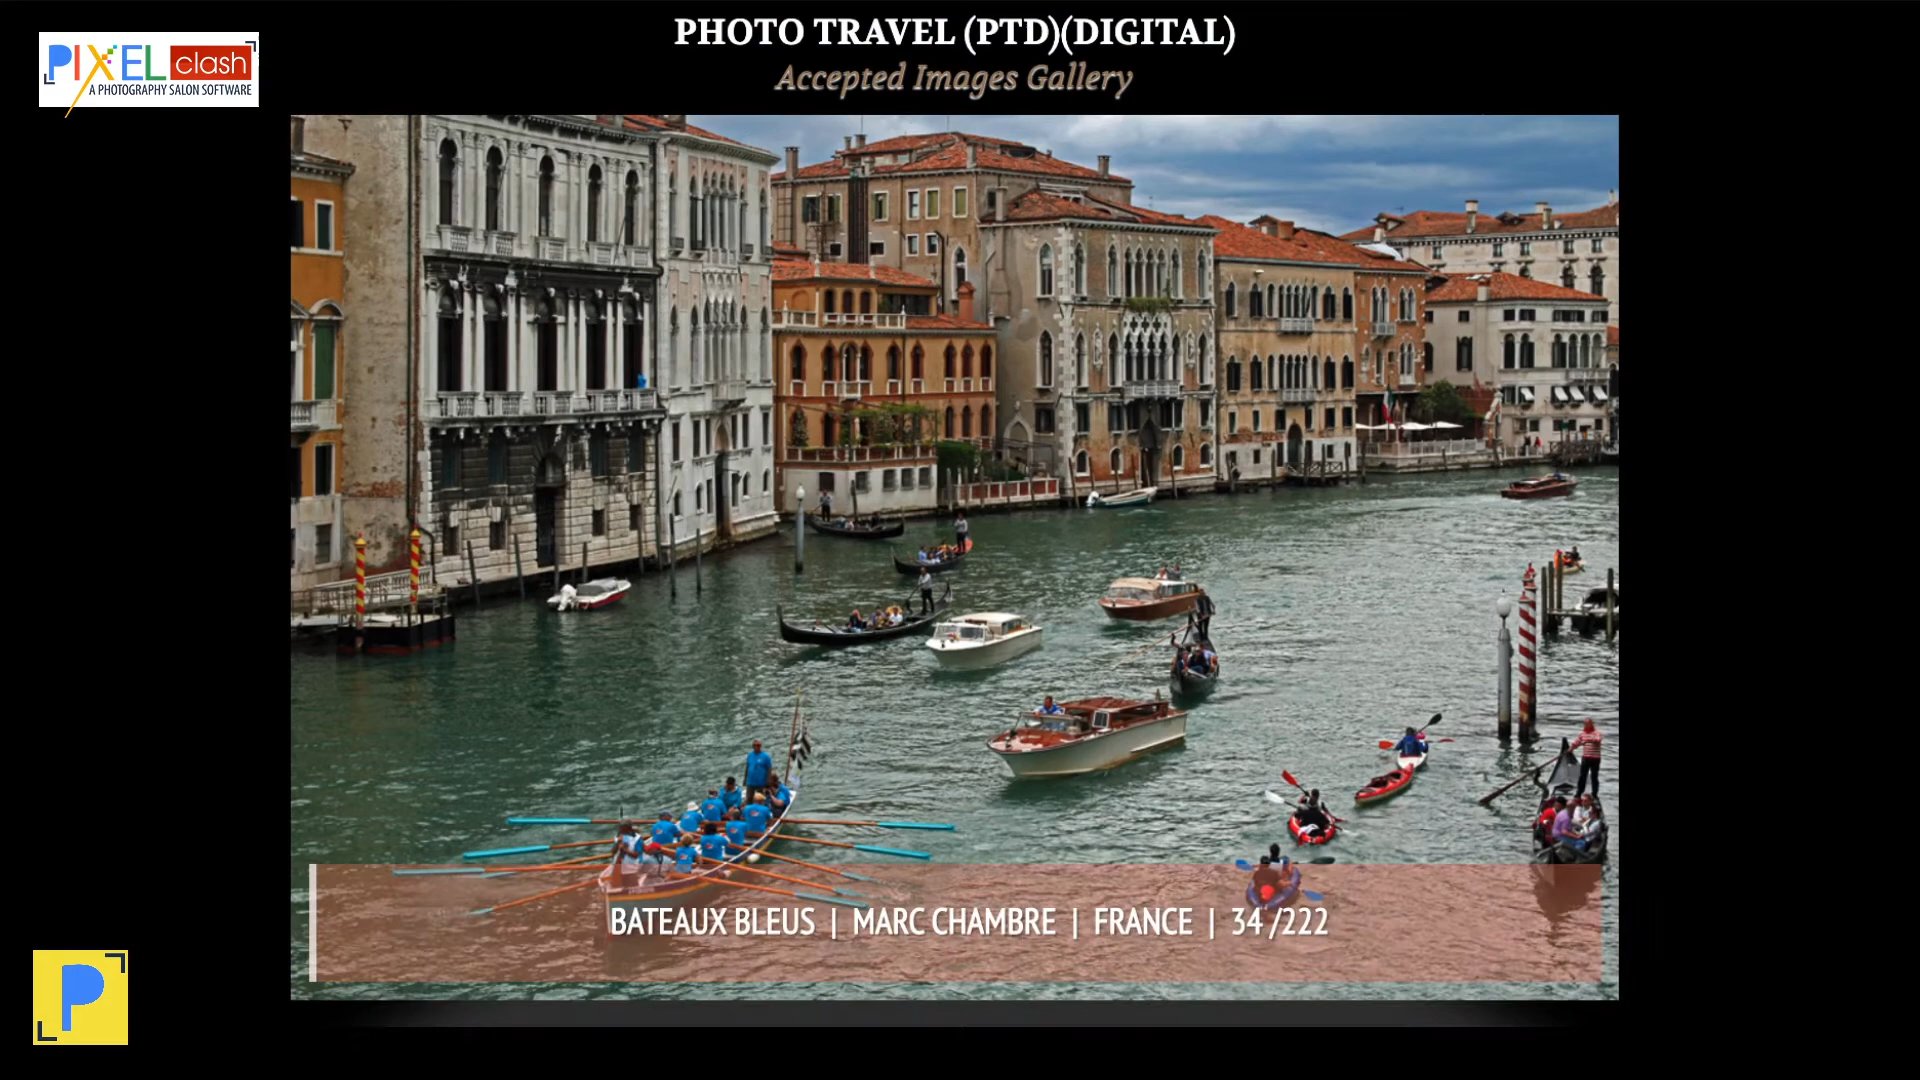 PHOTO TRAVEL (PTD)(DIGITAL)
Accepted Images Gallery
PIXEL clash
A PHOTOGRAPHY SALON SOFTWARE
BATEAUX BLEUS | MARC CHAMBRE | FRANCE | 34 /222
P